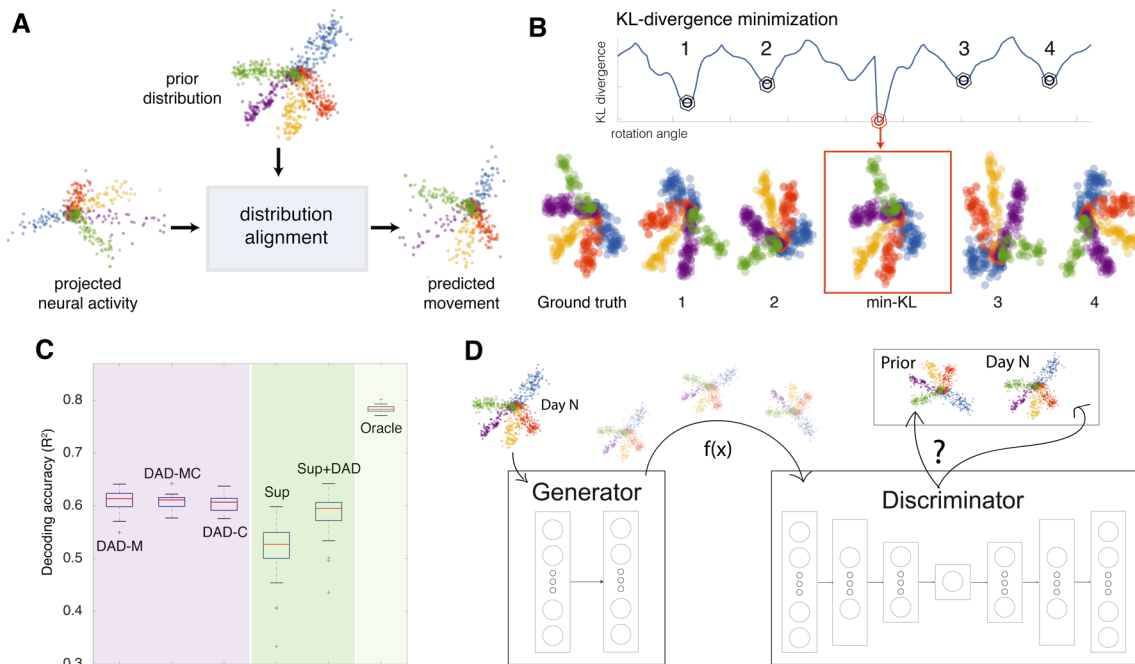 A
prior
distribution
projected
neural activity
distribution
alignment
predicted
movement
B
KL-divergence minimization
KL divergence
1
2
3
4
rotation angle
Ground truth
1
2
min-KL
3
4
C
Decoding accuracy (R²)
0.8
0.7
0.6
0.5
0.4
0.3
DAD-M
DAD-MC
DAD-C
Sup
Sup+DAD
Oracle
D
Day N
f(x)
Prior
Day N
?
Generator
Discriminator